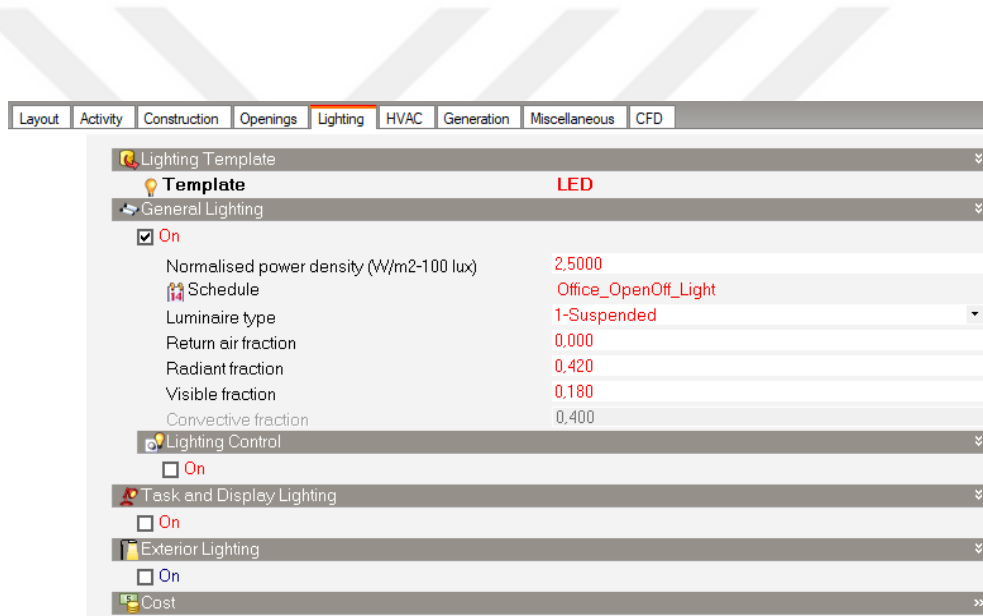 Layout Activity Construction Openings Lighting HVAC Generation Miscellaneous CFD
Lighting Template
Template LED
General Lighting
On
Normalised power density (W/m2-100 lux) 2,5000
14 Schedule Office_OpenOff_Light
Luminaire type 1-Suspended
Return air fraction 0,000
Radiant fraction 0,420
Visible fraction 0,180
Convective fraction 0,400
Lighting Control
On
Task and Display Lighting
On
Exterior Lighting
On
Cost